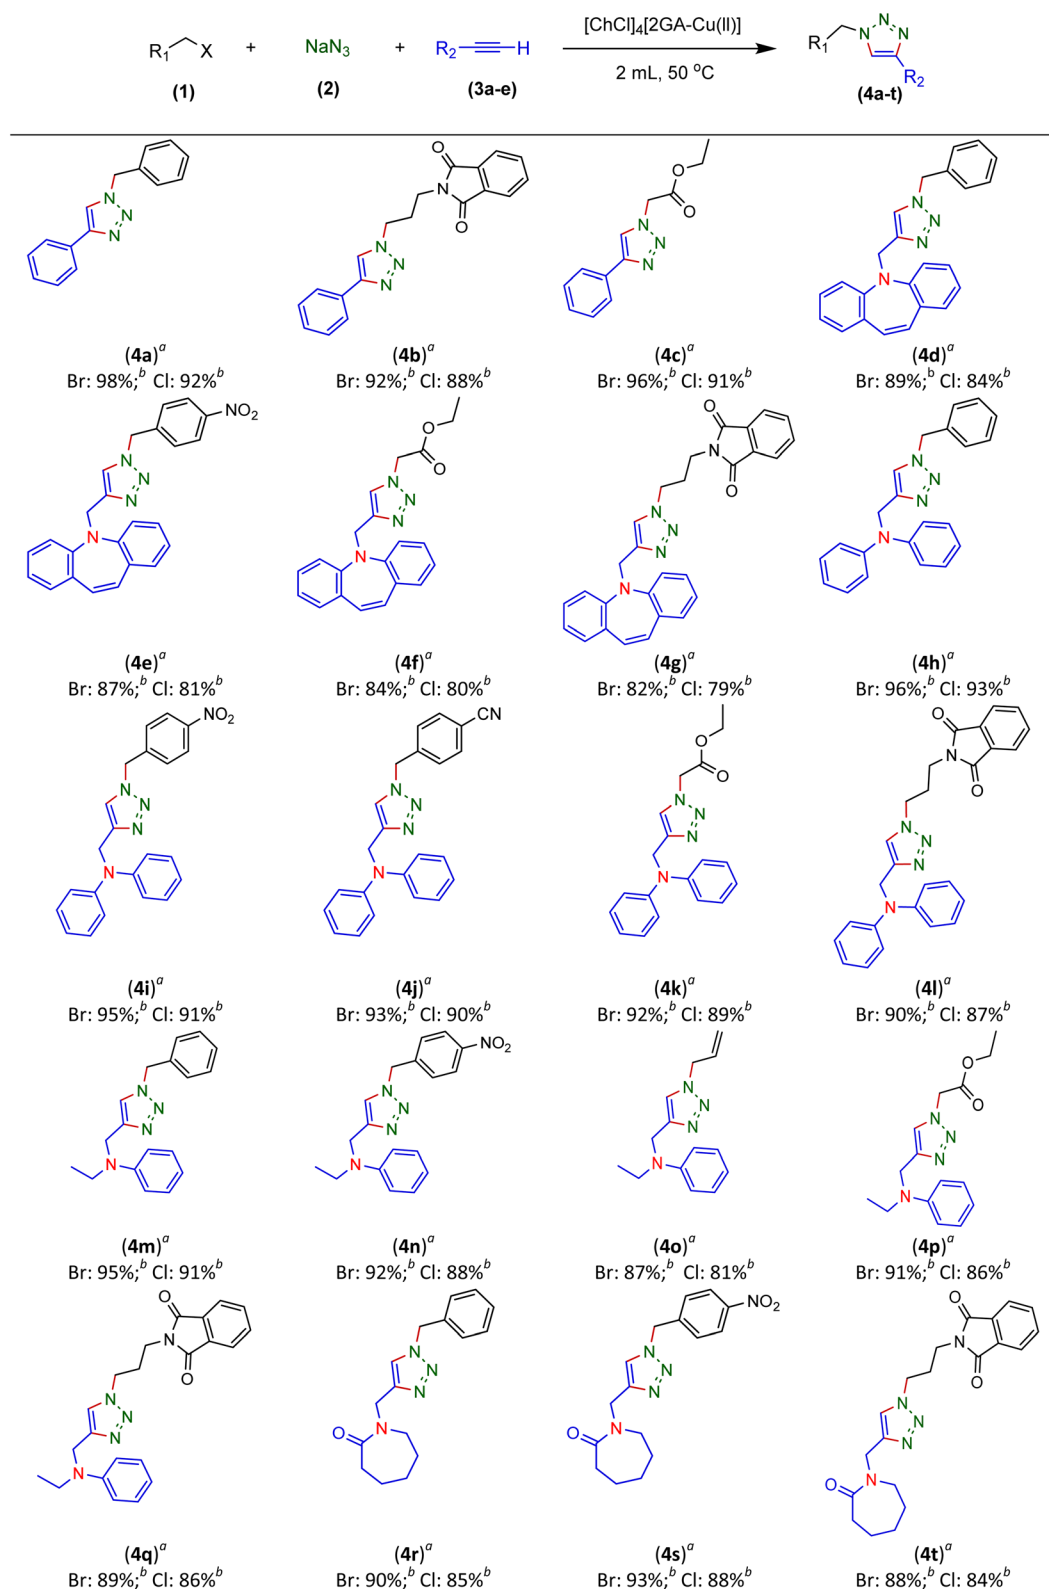 [ChCl]4[2GA-Cu(II)]
R1 X + NaN3 + R2 H 2 mL, 50 °C R1 N N N R2
(1) (2) (3a-e) (4a-t)
N N N
O N O N N N
O O N N N
N N N N
(4a)a (4b)a (4c)a (4d)a
Br: 98%;b Cl: 92%b Br: 92%;b Cl: 88%b Br: 96%;b Cl: 91%b Br: 89%;b Cl: 84%b
NO2 N N N N
O O N N N N
O N O N N N N
N N N N
(4e)a (4f)a (4g)a (4h)a
Br: 87%;b Cl: 81%b Br: 84%;b Cl: 80%b Br: 82%;b Cl: 79%b Br: 96%;b Cl: 93%b
NO2 N N N N
CN N N N N
O O N N N N
O N O N N N N
(4i)a (4j)a (4k)a (4l)a
Br: 95%;b Cl: 91%b Br: 93%;b Cl: 90%b Br: 92%;b Cl: 89%b Br: 90%;b Cl: 87%b
N N N N
NO2 N N N N
N N N N
O O N N N N
(4m)a (4n)a (4o)a (4p)a
Br: 95%;b Cl: 91%b Br: 92%;b Cl: 88%b Br: 87%;b Cl: 81%b Br: 91%;b Cl: 86%b
O N O N N N N
N N N N O
NO2 N N N N O
O N O N N N N O
(4q)a (4r)a (4s)a (4t)a
Br: 89%;b Cl: 86%b Br: 90%;b Cl: 85%b Br: 93%;b Cl: 88%b Br: 88%;b Cl: 84%b